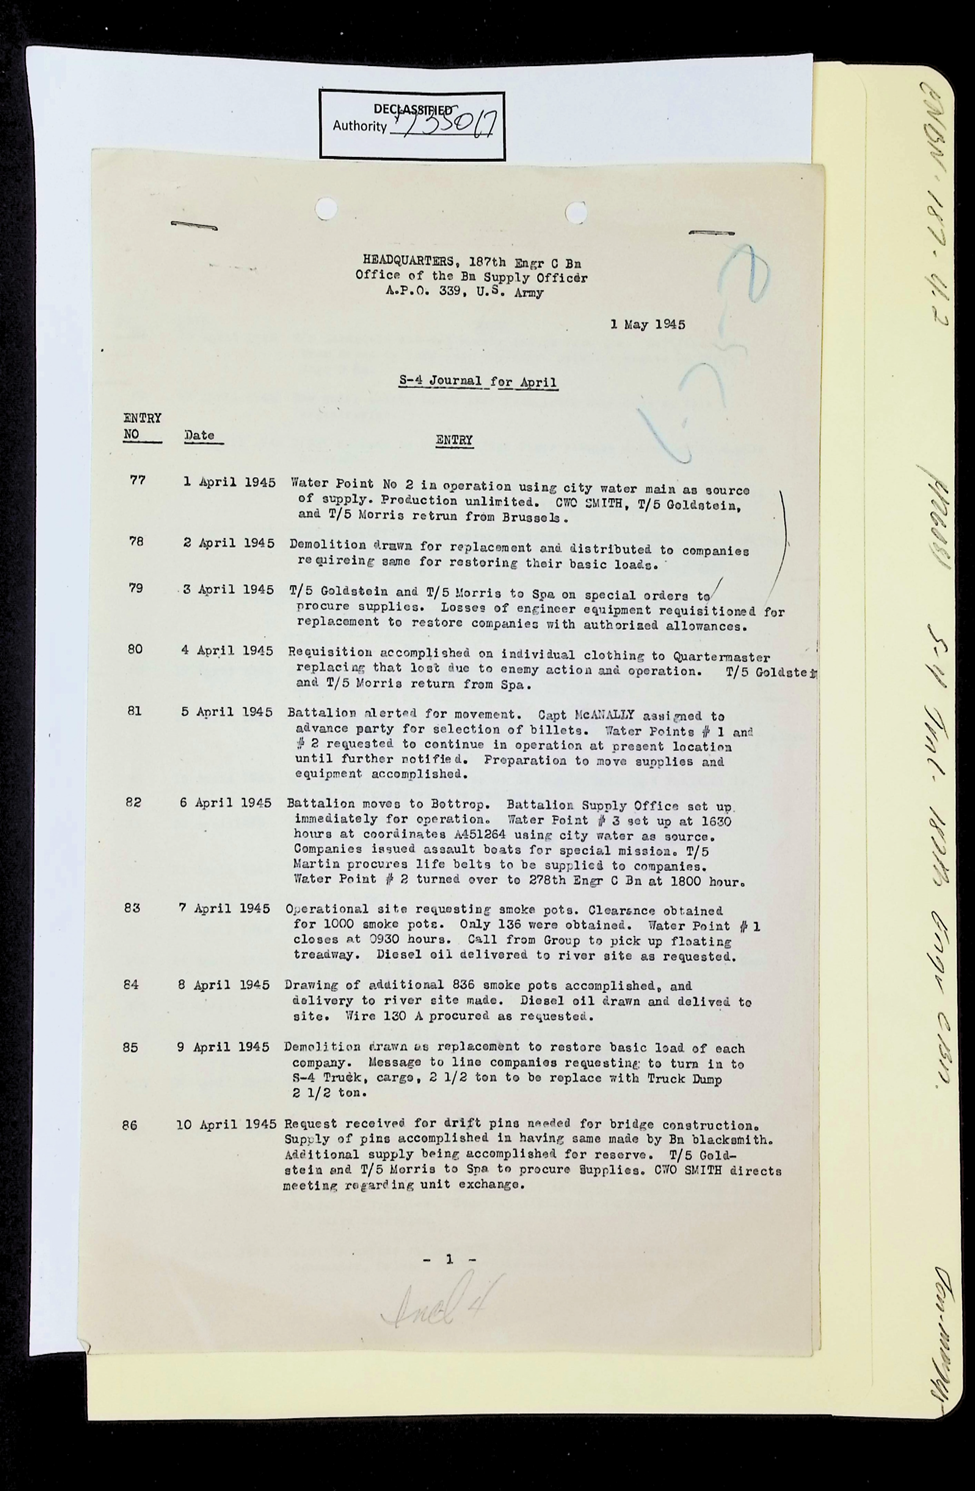 DECLASSIFIED
Authority 735017
HEADQUARTERS, 187th Engr C Bn
Office of the Bn Supply Officer
A.P.O. 339, U.S. Army
1 May 1945
S-4 Journal for April
ENTRY
NO Date ENTRY
77 1 April 1945 Water Point No 2 in operation using city water main as source
of supply. Production unlimited. CWO SMITH, T/5 Goldstein,
and T/5 Morris retrun from Brussels.
78 2 April 1945 Demolition drawn for replacement and distributed to companies
requireing same for restoring their basic loads.
79 3 April 1945 T/5 Goldstein and T/5 Morris to Spa on special orders to
procure supplies. Losses of engineer equipment requisitioned for
replacement to restore companies with authorized allowances.
80 4 April 1945 Requisition accomplished on individual clothing to Quartermaster
replacing that lost due to enemy action and operation. T/5 Goldstein
and T/5 Morris return from Spa.
81 5 April 1945 Battalion alerted for movement. Capt McANALLY assigned to
advance party for selection of billets. Water Points # 1 and
# 2 requested to continue in operation at present location
until further notified. Preparation to move supplies and
equipment accomplished.
82 6 April 1945 Battalion moves to Bottrop. Battalion Supply Office set up
immediately for operation. Water Point # 3 set up at 1630
hours at coordinates A451264 using city water as source.
Companies issued assault boats for special mission. T/5
Martin procures life belts to be supplied to companies.
Water Point # 2 turned over to 278th Engr C Bn at 1800 hour.
83 7 April 1945 Operational site requesting smoke pots. Clearance obtained
for 1000 smoke pots. Only 136 were obtained. Water Point # 1
closes at 0930 hours. Call from Group to pick up floating
treadway. Diesel oil delivered to river site as requested.
84 8 April 1945 Drawing of additional 836 smoke pots accomplished, and
delivery to river site made. Diesel oil drawn and delived to
site. Wire 130 A procured as requested.
85 9 April 1945 Demolition drawn as replacement to restore basic load of each
company. Message to line companies requesting to turn in to
S-4 Truck, cargo, 2 1/2 ton to be replace with Truck Dump
2 1/2 ton.
86 10 April 1945 Request received for drift pins needed for bridge construction.
Supply of pins accomplished in having same made by Bn blacksmith.
Additional supply being accomplished for reserve. T/5 Gold-
stein and T/5 Morris to Spa to procure Supplies. CWO SMITH directs
meeting regarding unit exchange.
- 1 -
Incl 4
ENBN-187-4.2
S-4 Jrnl- 187th Engr C Bn.